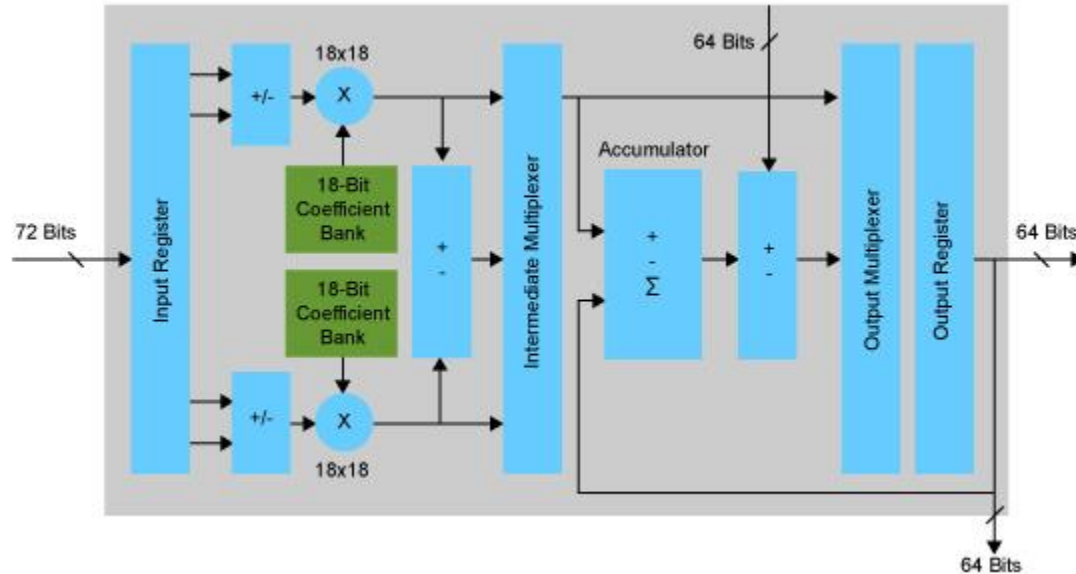 18x18
64 Bits
+/-
X
Accumulator
18-Bit
Coefficient
Bank
72 Bits
Input Register
+
-
Intermediate Multiplexer
+
-
Σ
+
-
Output Multiplexer
Output Register
64 Bits
18-Bit
Coefficient
Bank
+/-
X
18x18
64 Bits